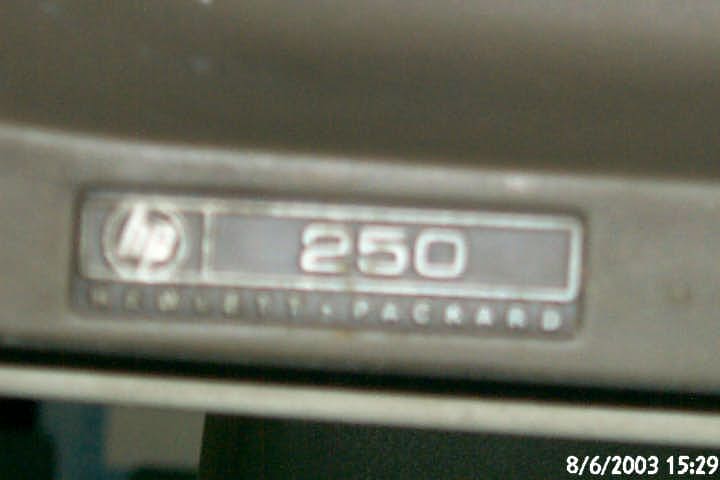 hp 250
HEWLETT • PACKARD
8/6/2003 15:29